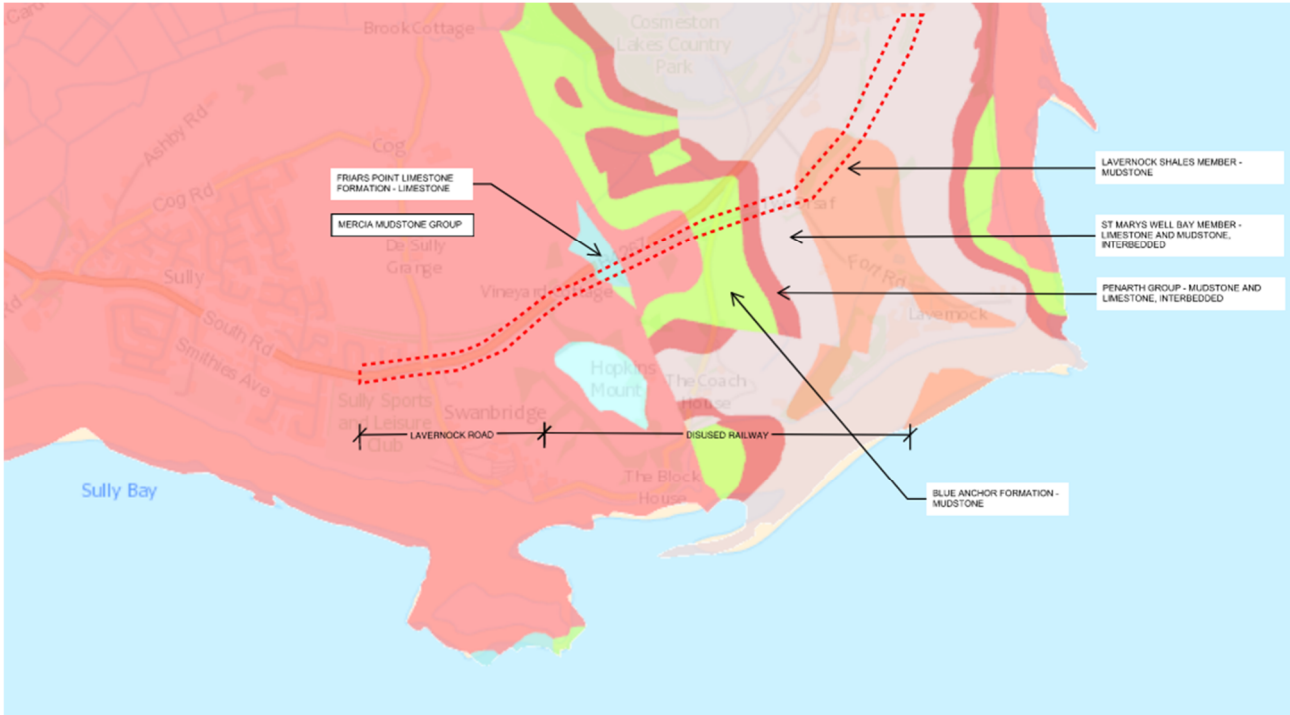 Brook Cottage
Cosmeston
Lakes Country
Park
Ashby Rd
Cog
Cog Rd
FRIARS POINT LIMESTONE
FORMATION - LIMESTONE
MERCIA MUDSTONE GROUP
De Sully
Grange
LAVERNOCK SHALES MEMBER -
MUDSTONE
ST MARYS WELL BAY MEMBER -
LIMESTONE AND MUDSTONE,
INTERBEDDED
PENARTH GROUP - MUDSTONE AND
LIMESTONE, INTERBEDDED
Sully
South Rd
Smithies Ave
Fort Rd
Lavernock
Hopkins
Mount
The Coach
House
Sully Sports
and Leisure
Club
Swanbridge
LAVERNOCK ROAD
DISUSED RAILWAY
The Block
House
Sully Bay
BLUE ANCHOR FORMATION -
MUDSTONE